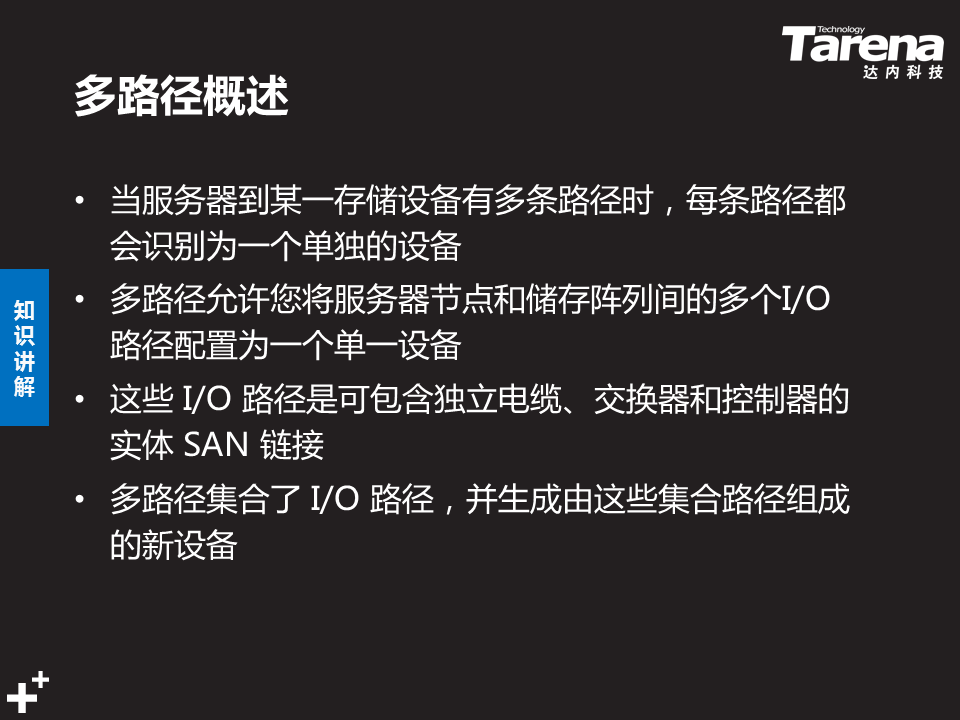 Technology
Tarena
达内科技
多路径概述
• 当服务器到某一存储设备有多条路径时，每条路径都
会识别为一个单独的设备
• 多路径允许您将服务器节点和储存阵列间的多个I/O
路径配置为一个单一设备
• 这些 I/O 路径是可包含独立电缆、交换器和控制器的
实体 SAN 链接
• 多路径集合了 I/O 路径，并生成由这些集合路径组成
的新设备
知
识
讲
解